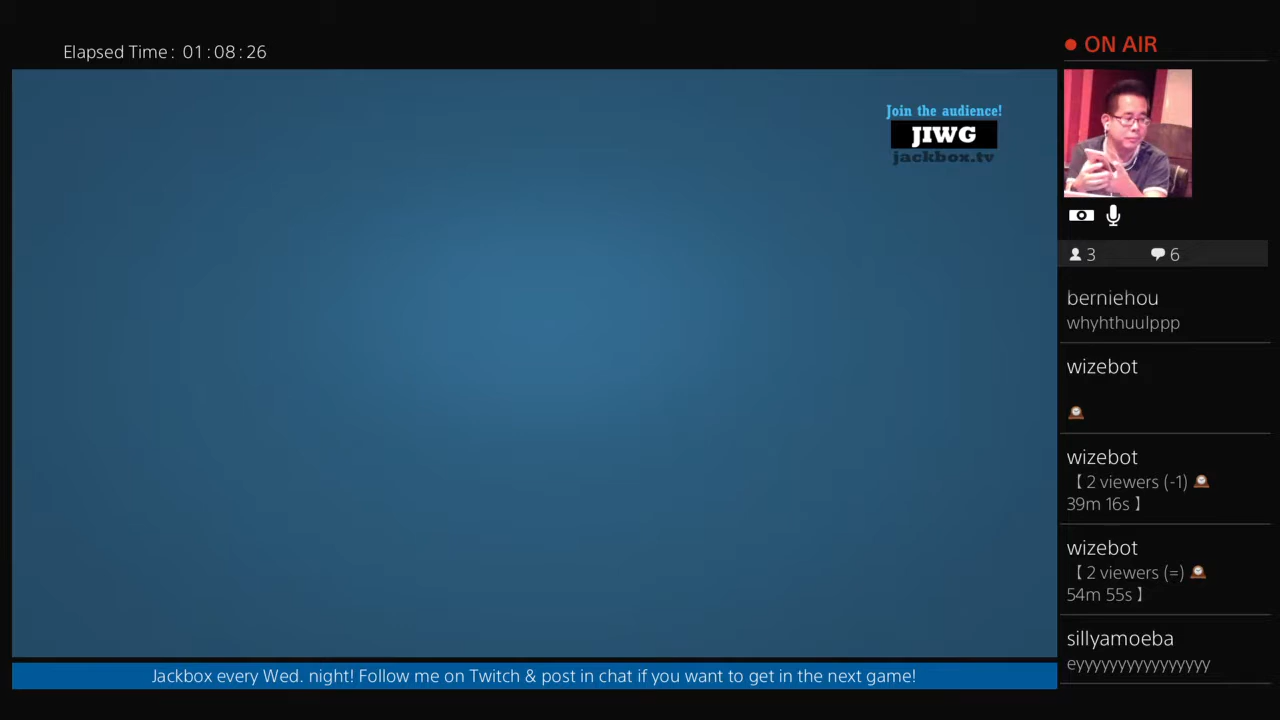 Elapsed Time: 01:08:26
ON AIR
Join the audience!
JIWG
jackbox.tv
3
6
berniehou
whyhthuulppp
wizebot
wizebot
【 2 viewers (-1)
39m 16s 】
wizebot
【 2 viewers (=)
54m 55s 】
sillyamoeba
eyyyyyyyyyyyyyyyy
Jackbox every Wed. night! Follow me on Twitch & post in chat if you want to get in the next game!